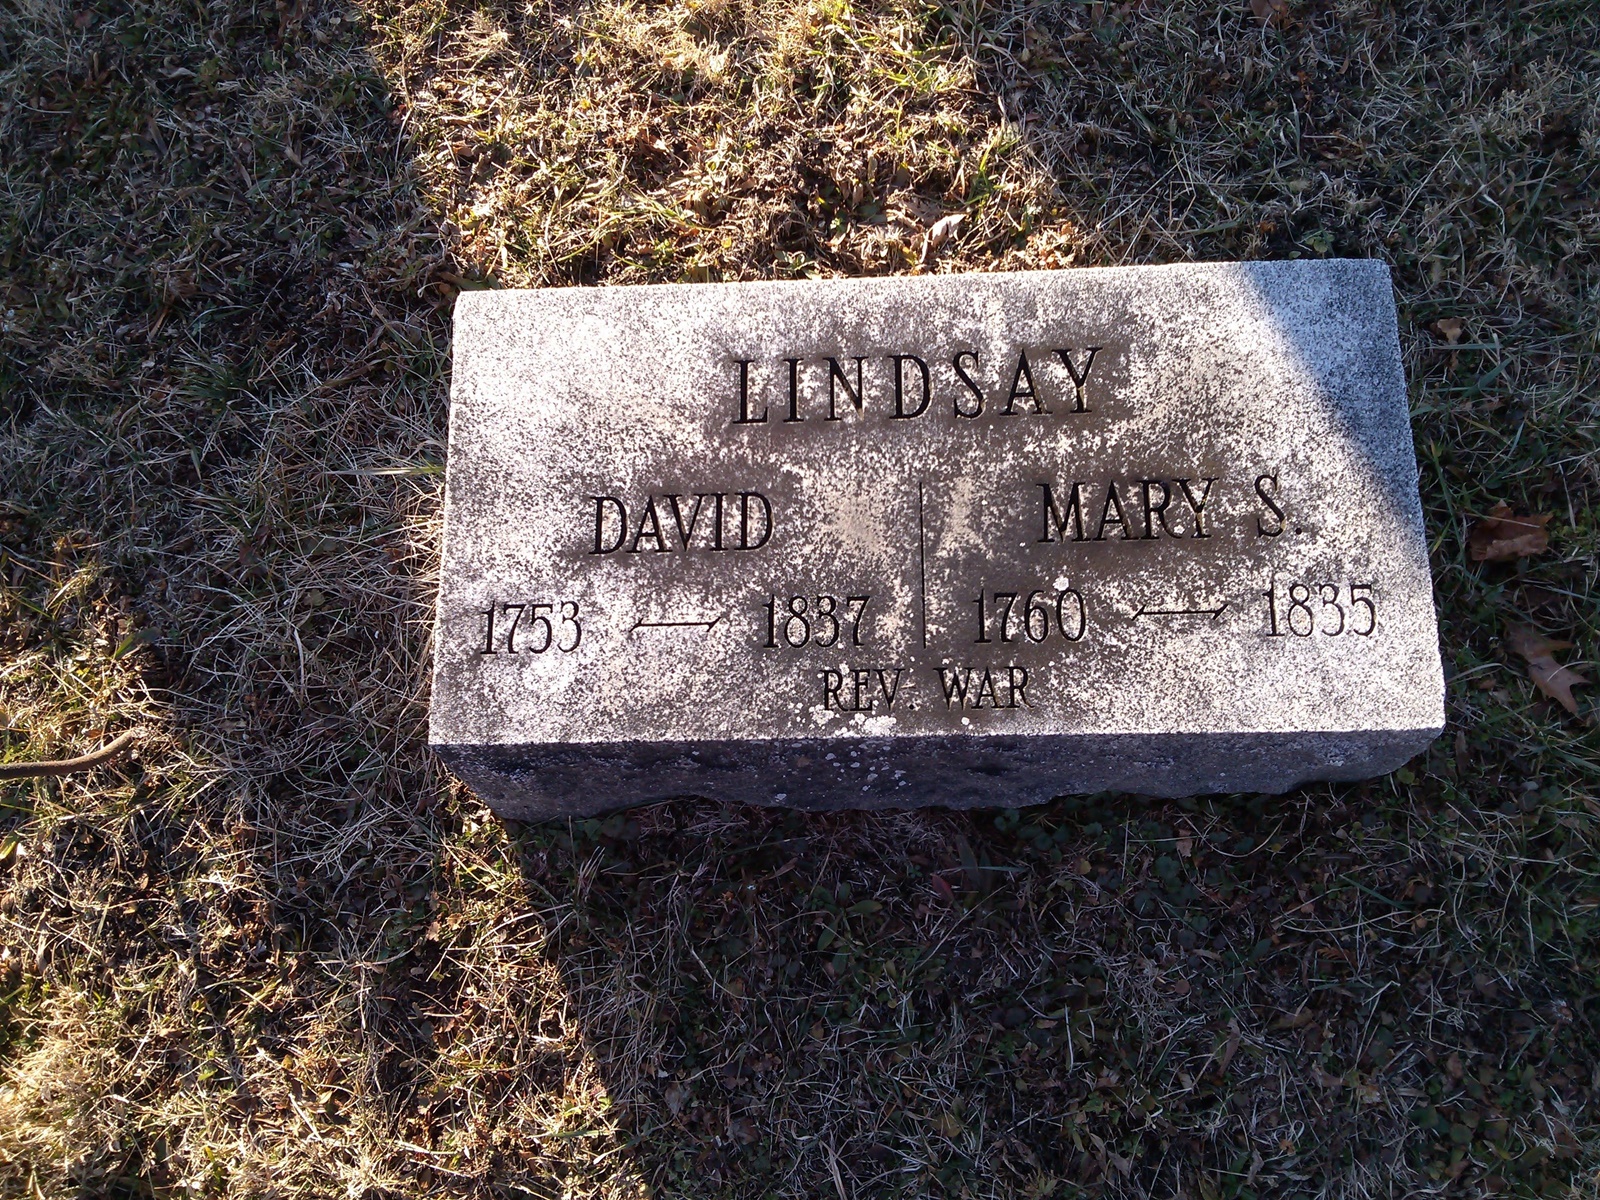 LINDSAY
DAVID MARY S.
1753 — 1837 1760 — 1835
REV. WAR